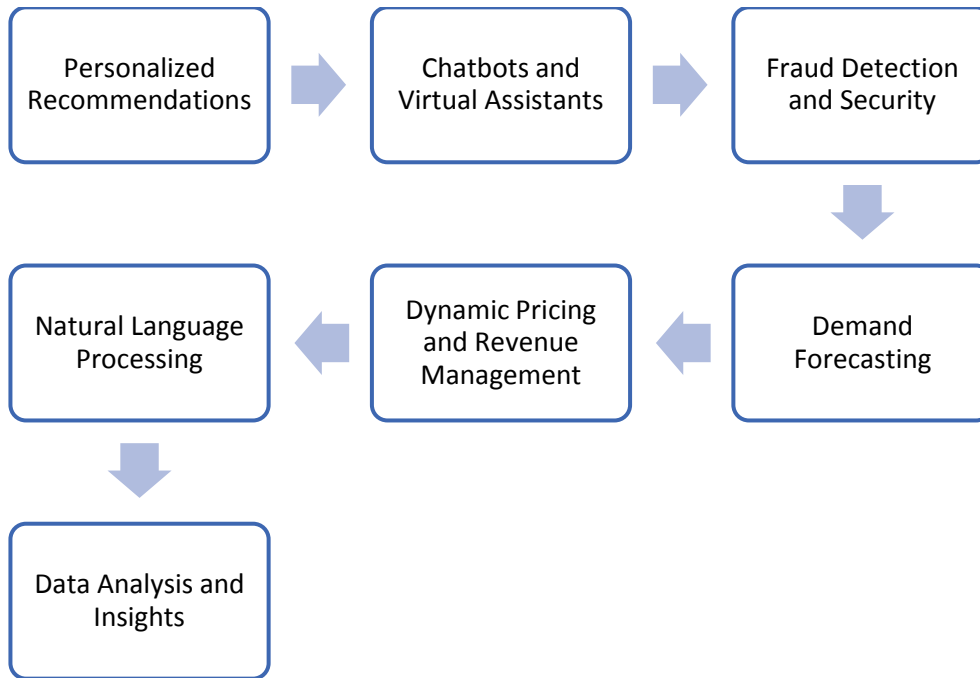 Personalized
Recommendations
Chatbots and
Virtual Assistants
Fraud Detection
and Security
Demand
Forecasting
Dynamic Pricing
and Revenue
Management
Natural Language
Processing
Data Analysis and
Insights